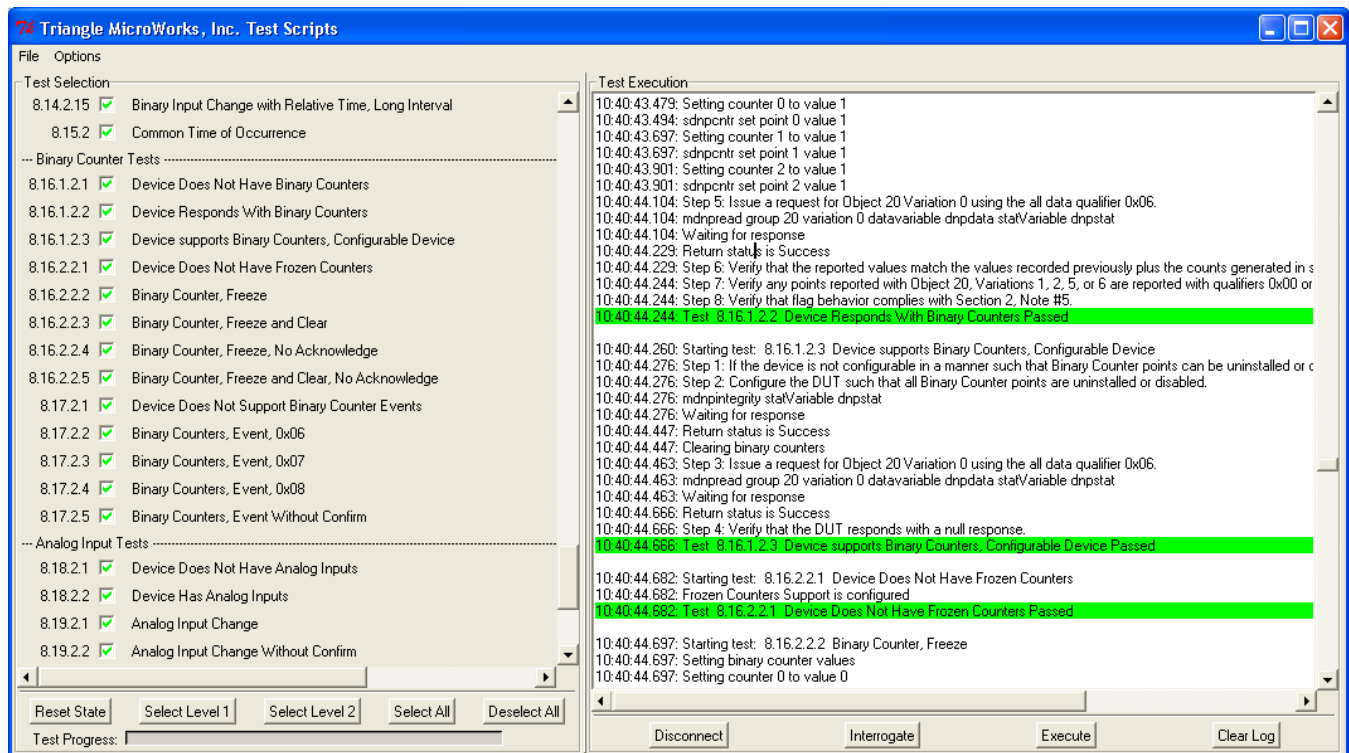 Triangle MicroWorks, Inc. Test Scripts
File Options
Test Selection
8.14.2.15 Binary Input Change with Relative Time, Long Interval
8.15.2 Common Time of Occurrence
--- Binary Counter Tests ---
8.16.1.2.1 Device Does Not Have Binary Counters
8.16.1.2.2 Device Responds With Binary Counters
8.16.1.2.3 Device supports Binary Counters, Configurable Device
8.16.2.2.1 Device Does Not Have Frozen Counters
8.16.2.2.2 Binary Counter, Freeze
8.16.2.2.3 Binary Counter, Freeze and Clear
8.16.2.2.4 Binary Counter, Freeze, No Acknowledge
8.16.2.2.5 Binary Counter, Freeze and Clear, No Acknowledge
8.17.2.1 Device Does Not Support Binary Counter Events
8.17.2.2 Binary Counters, Event, 0x06
8.17.2.3 Binary Counters, Event, 0x07
8.17.2.4 Binary Counters, Event, 0x08
8.17.2.5 Binary Counters, Event Without Confirm
--- Analog Input Tests ---
8.18.2.1 Device Does Not Have Analog Inputs
8.18.2.2 Device Has Analog Inputs
8.19.2.1 Analog Input Change
8.19.2.2 Analog Input Change Without Confirm
Reset State Select Level 1 Select Level 2 Select All Deselect All
Test Progress:
Test Execution
10:40:43.479: Setting counter 0 to value 1
10:40:43.494: sdnpcntr set point 0 value 1
10:40:43.697: Setting counter 1 to value 1
10:40:43.697: sdnpcntr set point 1 value 1
10:40:43.901: Setting counter 2 to value 1
10:40:43.901: sdnpcntr set point 2 value 1
10:40:44.104: Step 5: Issue a request for Object 20 Variation 0 using the all data qualifier 0x06.
10:40:44.104: mdnpread group 20 variation 0 datavariable dnpdata statVariable dnpstat
10:40:44.104: Waiting for response
10:40:44.229: Return status is Success
10:40:44.229: Step 6: Verify that the reported values match the values recorded previously plus the counts generated in s
10:40:44.244: Step 7: Verify any points reported with Object 20, Variations 1, 2, 5, or 6 are reported with qualifiers 0x00 or
10:40:44.244: Step 8: Verify that flag behavior complies with Section 2, Note #5.
10:40:44.244: Test 8.16.1.2.2 Device Responds With Binary Counters Passed
10:40:44.260: Starting test: 8.16.1.2.3 Device supports Binary Counters, Configurable Device
10:40:44.276: Step 1: If the device is not configurable in a manner such that Binary Counter points can be uninstalled or
10:40:44.276: Step 2: Configure the DUT such that all Binary Counter points are uninstalled or disabled.
10:40:44.276: mdnpintegrity statVariable dnpstat
10:40:44.276: Waiting for response
10:40:44.447: Return status is Success
10:40:44.447: Clearing binary counters
10:40:44.463: Step 3: Issue a request for Object 20 Variation 0 using the all data qualifier 0x06.
10:40:44.463: mdnpread group 20 variation 0 datavariable dnpdata statVariable dnpstat
10:40:44.463: Waiting for response
10:40:44.666: Return status is Success
10:40:44.666: Step 4: Verify that the DUT responds with a null response.
10:40:44.666: Test 8.16.1.2.3 Device supports Binary Counters, Configurable Device Passed
10:40:44.682: Starting test: 8.16.2.2.1 Device Does Not Have Frozen Counters
10:40:44.682: Frozen Counters Support is configured
10:40:44.682: Test 8.16.2.2.1 Device Does Not Have Frozen Counters Passed
10:40:44.697: Starting test: 8.16.2.2.2 Binary Counter, Freeze
10:40:44.697: Setting binary counter values
10:40:44.697: Setting counter 0 to value 0
Disconnect Interrogate Execute Clear Log